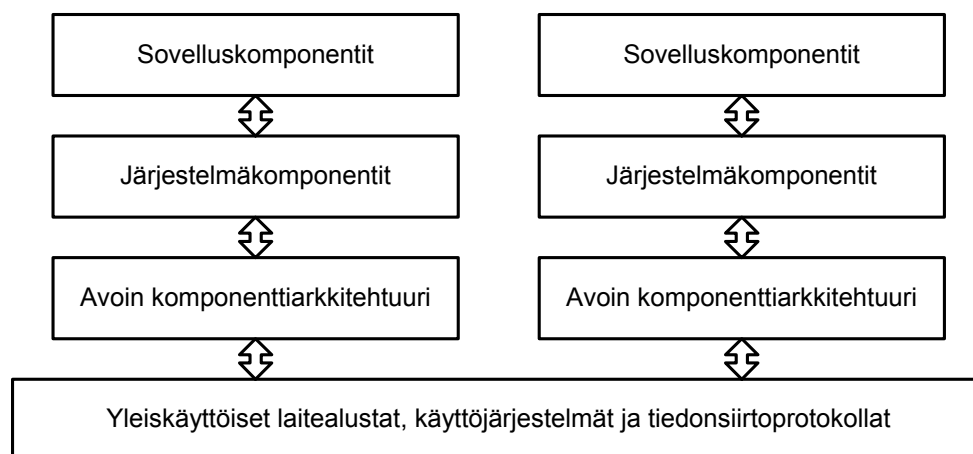 Sovelluskomponentit
Sovelluskomponentit
Järjestelmäkomponentit
Järjestelmäkomponentit
Avoin komponenttiarkkitehtuuri
Avoin komponenttiarkkitehtuuri
Yleiskäyttöiset laitealustat, käyttöjärjestelmät ja tiedonsiirtoprotokollat